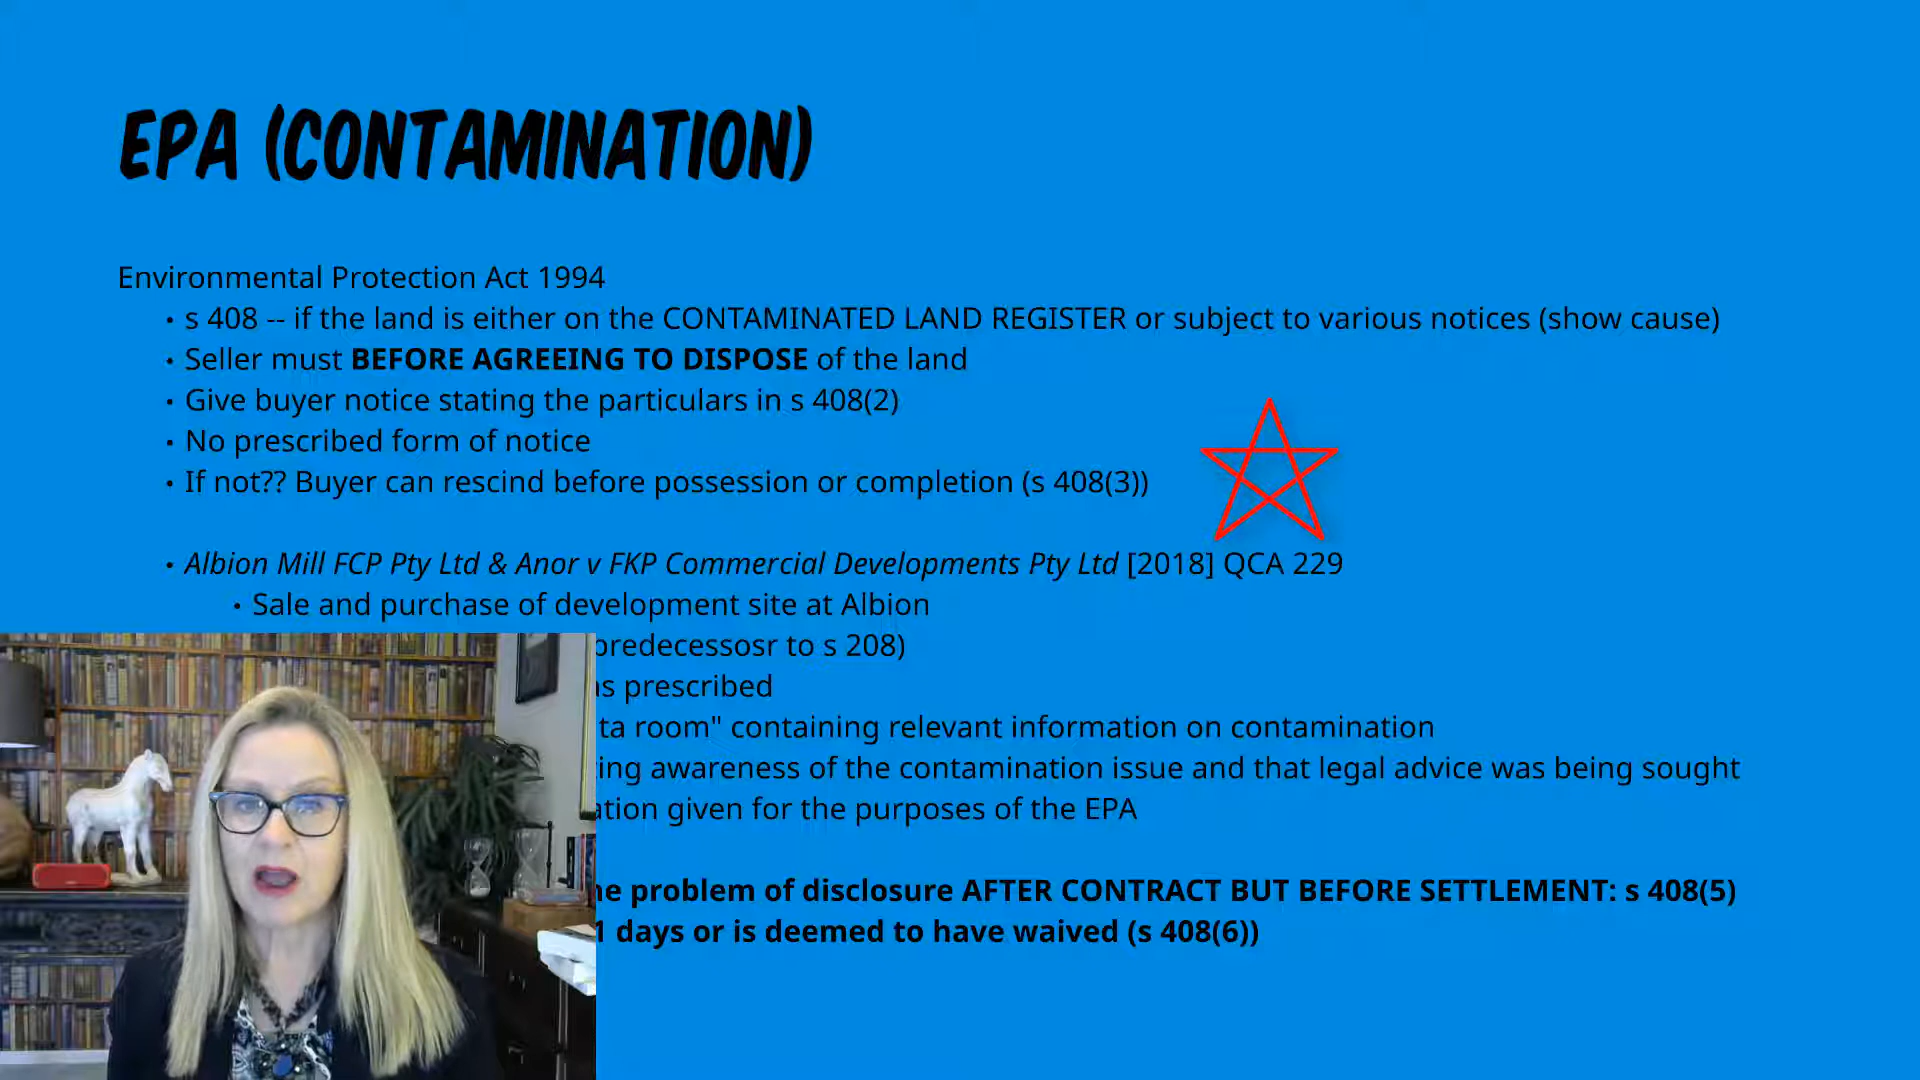 EPA (CONTAMINATION)
Environmental Protection Act 1994
• s 408 -- if the land is either on the CONTAMINATED LAND REGISTER or subject to various notices (show cause)
• Seller must BEFORE AGREEING TO DISPOSE of the land
• Give buyer notice stating the particulars in s 408(2)
• No prescribed form of notice
• If not?? Buyer can rescind before possession or completion (s 408(3))
• Albion Mill FCP Pty Ltd & Anor v FKP Commercial Developments Pty Ltd [2018] QCA 229
• Sale and purchase of development site at Albion
predecessosr to s 208)
prescribed
room" containing relevant information on contamination
awareness of the contamination issue and that legal advice was being sought
given for the purposes of the EPA
problem of disclosure AFTER CONTRACT BUT BEFORE SETTLEMENT: s 408(5)
days or is deemed to have waived (s 408(6))